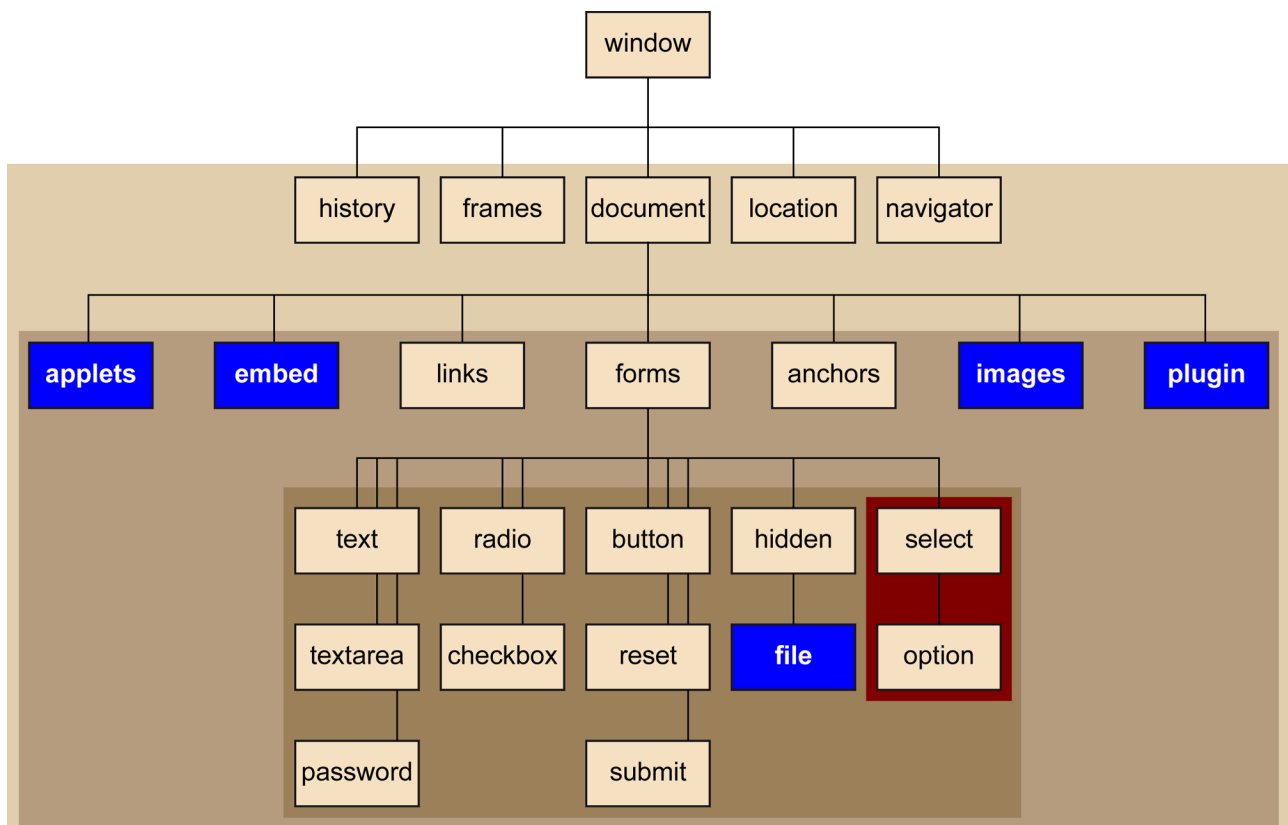 window
history frames document location navigator
applets embed links forms anchors images plugin
text radio button hidden select
textarea checkbox reset file option
password submit